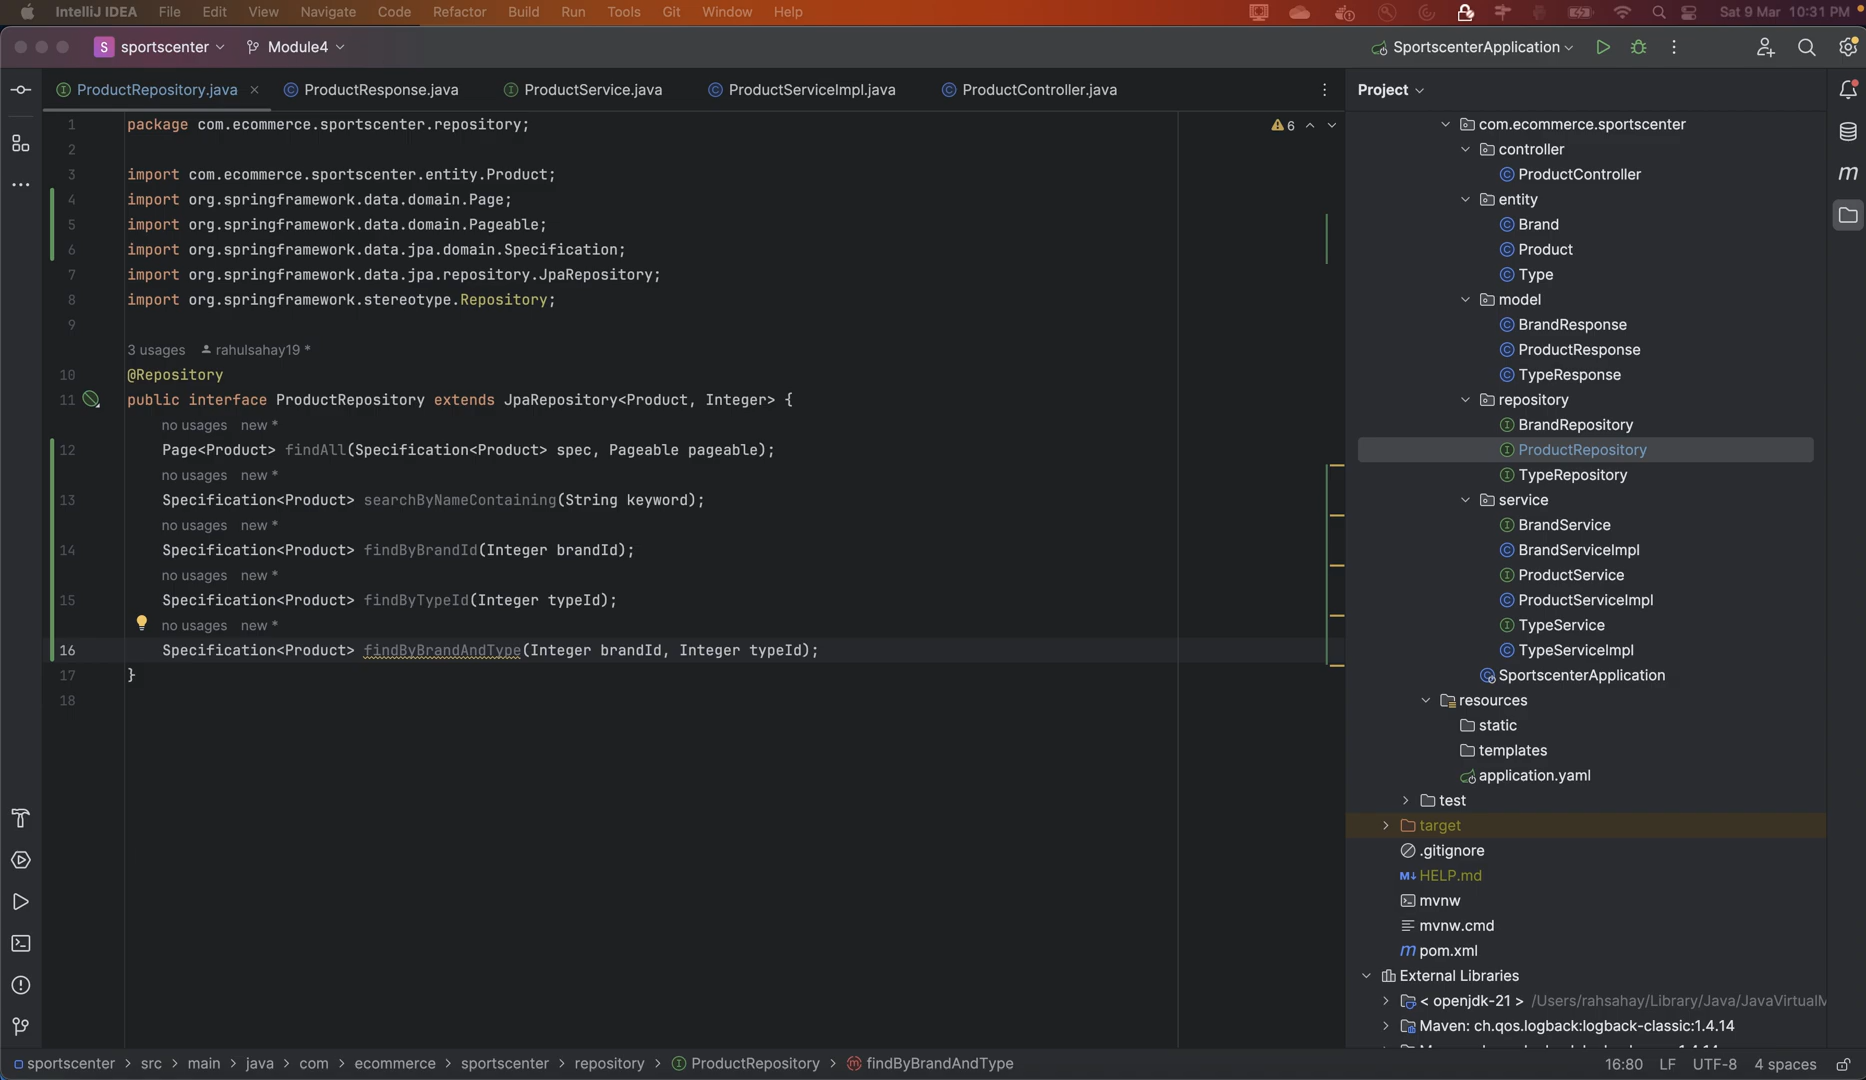 IntelliJ IDEA File Edit View Navigate Code Refactor Build Run Tools Git Window Help Sat 9 Mar 10:31 PM
S sportscenter Module4 SportscenterApplication
ProductRepository.java ProductResponse.java ProductService.java ProductServiceImpl.java ProductController.java
6
1 package com.ecommerce.sportscenter.repository;
2
3 import com.ecommerce.sportscenter.entity.Product;
4 import org.springframework.data.domain.Page;
5 import org.springframework.data.domain.Pageable;
6 import org.springframework.data.jpa.domain.Specification;
7 import org.springframework.data.jpa.repository.JpaRepository;
8 import org.springframework.stereotype.Repository;
9
3 usages rahulsahay19 *
10 @Repository
11 public interface ProductRepository extends JpaRepository<Product, Integer> {
no usages new *
12 Page<Product> findAll(Specification<Product> spec, Pageable pageable);
no usages new *
13 Specification<Product> searchByNameContaining(String keyword);
no usages new *
14 Specification<Product> findByBrandId(Integer brandId);
no usages new *
15 Specification<Product> findByTypeId(Integer typeId);
no usages new *
16 Specification<Product> findByBrandAndType(Integer brandId, Integer typeId);
17 }
18
Project
com.ecommerce.sportscenter
controller
ProductController
entity
Brand
Product
Type
model
BrandResponse
ProductResponse
TypeResponse
repository
BrandRepository
ProductRepository
TypeRepository
service
BrandService
BrandServiceImpl
ProductService
ProductServiceImpl
TypeService
TypeServiceImpl
SportscenterApplication
resources
static
templates
application.yaml
test
target
.gitignore
HELP.md
mvnw
mvnw.cmd
pom.xml
External Libraries
< openjdk-21 > /Users/rahsahay/Library/Java/JavaVirtualM
Maven: ch.qos.logback:logback-classic:1.4.14
sportscenter > src > main > java > com > ecommerce > sportscenter > repository > ProductRepository > findByBrandAndType
16:80 LF UTF-8 4 spaces